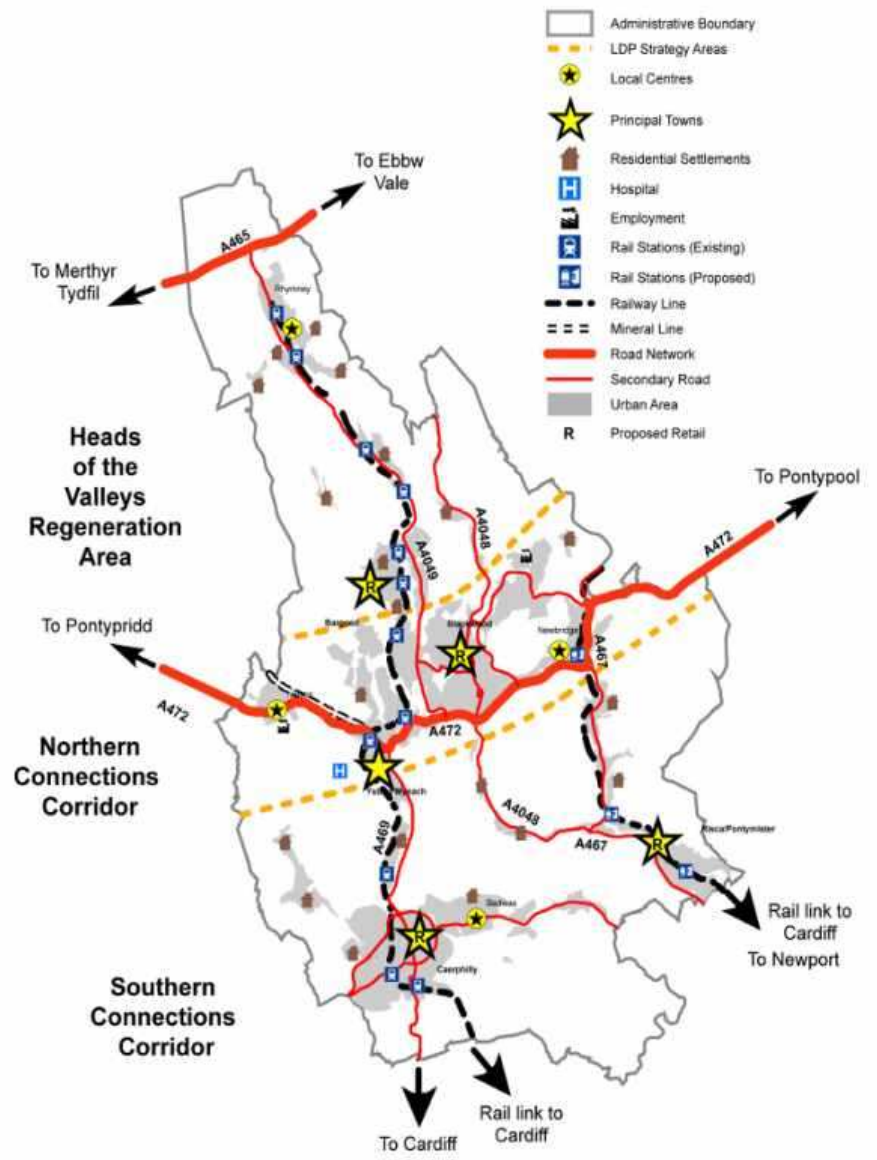 Administrative Boundary
LDP Strategy Areas
Local Centres
Principal Towns
Residential Settlements
Hospital
Employment
Rail Stations (Existing)
Rail Stations (Proposed)
Railway Line
Mineral Line
Road Network
Secondary Road
Urban Area
R Proposed Retail
H
To Ebbw
Vale
A465
To Merthyr
Tydfil
Rhymney
Heads
of the
Valleys
Regeneration
Area
To Pontypool
A472
A4048
A4049
R
Bargoed
Blackwood
R
Newbridge
A467
To Pontypridd
A472
A472
Northern
Connections
Corridor
H
Ystrad Mynach
A469
A4048
A467
R
Risca/Pontymister
Rail link to
Cardiff
To Newport
Bedwas
R
Caerphilly
Southern
Connections
Corridor
Rail link to
Cardiff
To Cardiff